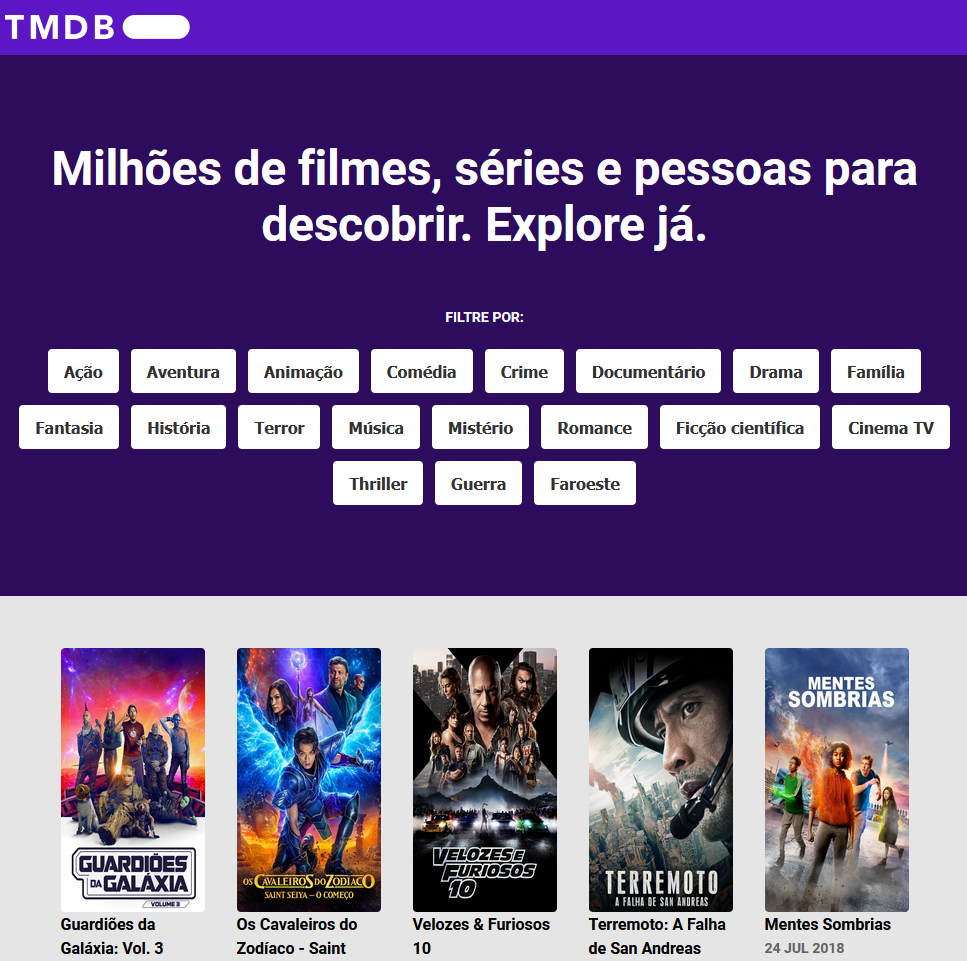 TMDB
Milhões de filmes, séries e pessoas para
descobrir. Explore já.
FILTRE POR:
Ação Aventura Animação Comédia Crime Documentário Drama Família
Fantasia História Terror Música Mistério Romance Ficção científica Cinema TV
Thriller Guerra Faroeste
GUARDIÕES
DA GALÁXIA
VOLUME 3
OS CAVALEIROS DO ZODÍACO
SAINT SEIYA – O COMEÇO
VELOZES E
FURIOSOS
10
TERREMOTO
A FALHA DE SAN ANDREAS
MENTES
SOMBRIAS
Guardiões da
Galáxia: Vol. 3
Os Cavaleiros do
Zodíaco - Saint
Velozes & Furiosos
10
Terremoto: A Falha
de San Andreas
Mentes Sombrias
24 JUL 2018